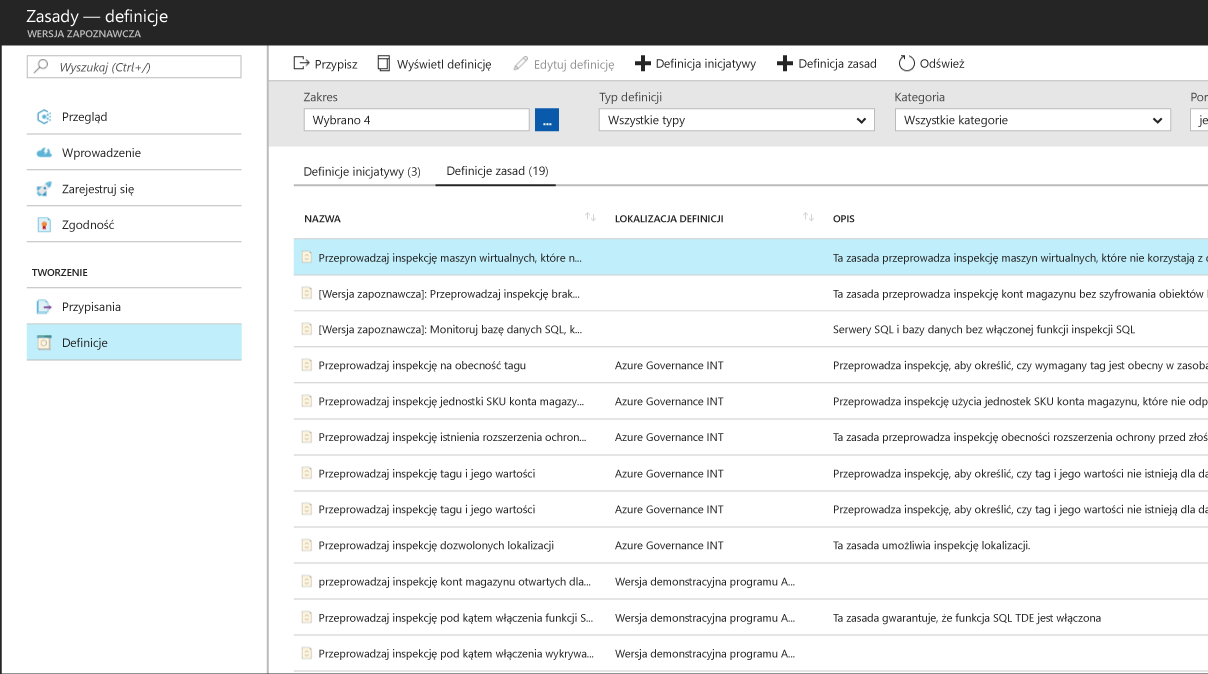 Zasady — definicje
WERSJA ZAPOZNAWCZA
Wyszukaj (Ctrl+/)
Przegląd
Wprowadzenie
Zarejestruj się
Zgodność
TWORZENIE
Przypisania
Definicje
Przypisz Wyświetl definicję Edytuj definicję Definicja inicjatywy Definicja zasad Odśwież
Zakres Typ definicji Kategoria
Wybrano 4 ... Wszystkie typy Wszystkie kategorie
Definicje inicjatywy (3) Definicje zasad (19)
NAZWA LOKALIZACJA DEFINICJI OPIS
Przeprowadzaj inspekcję maszyn wirtualnych, które n... Ta zasada przeprowadza inspekcję maszyn wirtualnych, które nie korzystają z
[Wersja zapoznawcza]: Przeprowadzaj inspekcję brak... Ta zasada przeprowadza inspekcję kont magazynu bez szyfrowania obiektów
[Wersja zapoznawcza]: Monitoruj bazę danych SQL, k... Serwery SQL i bazy danych bez włączonej funkcji inspekcji SQL
Przeprowadzaj inspekcję na obecność tagu Azure Governance INT Przeprowadza inspekcję, aby określić, czy wymagany tag jest obecny w zasoba
Przeprowadzaj inspekcję jednostki SKU konta magazy... Azure Governance INT Przeprowadza inspekcję użycia jednostek SKU konta magazynu, które nie odp
Przeprowadzaj inspekcję istnienia rozszerzenia ochron... Azure Governance INT Ta zasada przeprowadza inspekcję obecności rozszerzenia ochrony przed złoś
Przeprowadzaj inspekcję tagu i jego wartości Azure Governance INT Przeprowadza inspekcję, aby określić, czy tag i jego wartości nie istnieją dla da
Przeprowadzaj inspekcję tagu i jego wartości Azure Governance INT Przeprowadza inspekcję, aby określić, czy tag i jego wartości nie istnieją dla da
Przeprowadzaj inspekcję dozwolonych lokalizacji Azure Governance INT Ta zasada umożliwia inspekcję lokalizacji.
przeprowadzaj inspekcję kont magazynu otwartych dla... Wersja demonstracyjna programu A...
Przeprowadzaj inspekcję pod kątem włączenia funkcji S... Wersja demonstracyjna programu A... Ta zasada gwarantuje, że funkcja SQL TDE jest włączona
Przeprowadzaj inspekcję pod kątem włączenia wykrywa... Wersja demonstracyjna programu A...